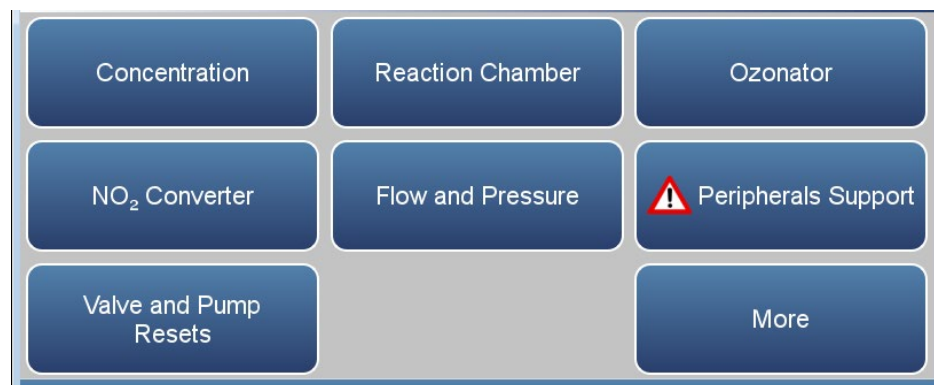 Concentration
Reaction Chamber
Ozonator
NO₂ Converter
Flow and Pressure
Peripherals Support
Valve and Pump
Resets
More